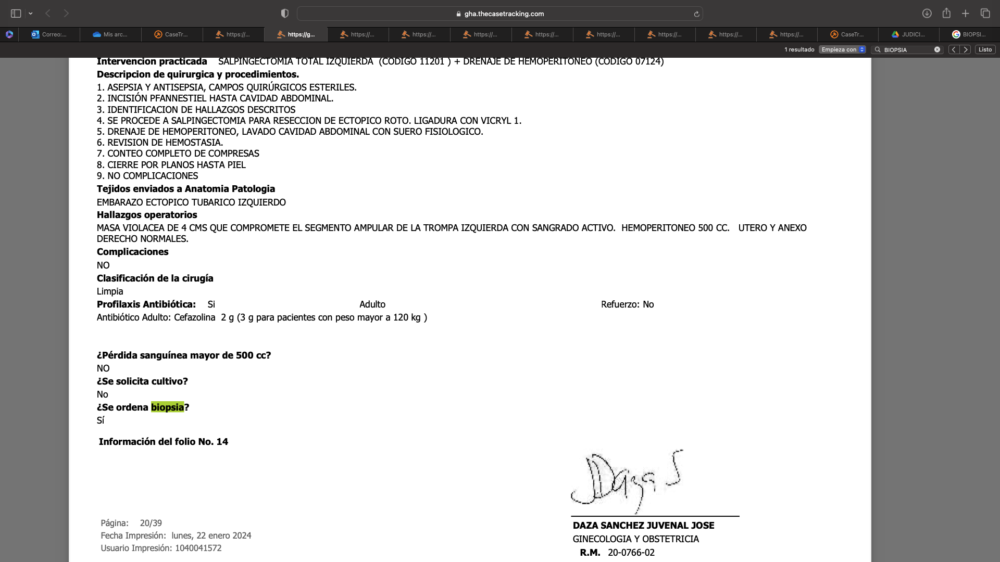 gha.thecasetracking.com
Correo:...
Mis arc...
CaseTr...
https://...
https://g...
https://...
https://...
https://...
https://...
https://...
https://...
https://...
https://...
CaseTr...
JUDICI...
BIOPSI...
1 resultado
Empieza con
BIOPSIA
Listo
Intervencion practicada SALPINGECTOMIA TOTAL IZQUIERDA (CODIGO 11201 ) + DRENAJE DE HEMOPERITONEO (CODIGO 07124)
Descripcion de quirurgica y procedimientos.
1. ASEPSIA Y ANTISEPSIA, CAMPOS QUIRÚRGICOS ESTERILES.
2. INCISIÓN PFANNESTIEL HASTA CAVIDAD ABDOMINAL.
3. IDENTIFICACION DE HALLAZGOS DESCRITOS
4. SE PROCEDE A SALPINGECTOMIA PARA RESECCION DE ECTOPICO ROTO. LIGADURA CON VICRYL 1.
5. DRENAJE DE HEMOPERITONEO, LAVADO CAVIDAD ABDOMINAL CON SUERO FISIOLOGICO.
6. REVISION DE HEMOSTASIA.
7. CONTEO COMPLETO DE COMPRESAS
8. CIERRE POR PLANOS HASTA PIEL
9. NO COMPLICACIONES
Tejidos enviados a Anatomia Patologia
EMBARAZO ECTOPICO TUBARICO IZQUIERDO
Hallazgos operatorios
MASA VIOLACEA DE 4 CMS QUE COMPROMETE EL SEGMENTO AMPULAR DE LA TROMPA IZQUIERDA CON SANGRADO ACTIVO. HEMOPERITONEO 500 CC. UTERO Y ANEXO
DERECHO NORMALES.
Complicaciones
NO
Clasificación de la cirugía
Limpia
Profilaxis Antibiótica: Si Adulto Refuerzo: No
Antibiótico Adulto: Cefazolina 2 g (3 g para pacientes con peso mayor a 120 kg )
¿Pérdida sanguínea mayor de 500 cc?
NO
¿Se solicita cultivo?
No
¿Se ordena biopsia?
Sí
Información del folio No. 14
JDaza S
Página: 20/39
Fecha Impresión: lunes, 22 enero 2024
Usuario Impresión: 1040041572
DAZA SANCHEZ JUVENAL JOSE
GINECOLOGIA Y OBSTETRICIA
R.M. 20-0766-02